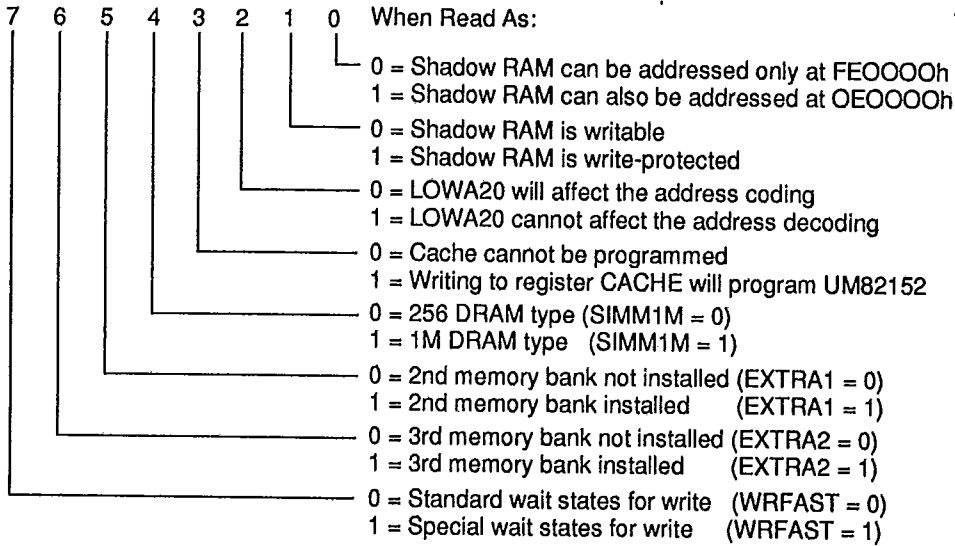 7 6 5 4 3 2 1 0 When Read As:
0 = Shadow RAM can be addressed only at FEOOOOh
1 = Shadow RAM can also be addressed at OEOOOOh
0 = Shadow RAM is writable
1 = Shadow RAM is write-protected
0 = LOWA20 will affect the address coding
1 = LOWA20 cannot affect the address decoding
0 = Cache cannot be programmed
1 = Writing to register CACHE will program UM82152
0 = 256 DRAM type (SIMM1M = 0)
1 = 1M DRAM type (SIMM1M = 1)
0 = 2nd memory bank not installed (EXTRA1 = 0)
1 = 2nd memory bank installed (EXTRA1 = 1)
0 = 3rd memory bank not installed (EXTRA2 = 0)
1 = 3rd memory bank installed (EXTRA2 = 1)
0 = Standard wait states for write (WRFAST = 0)
1 = Special wait states for write (WRFAST = 1)